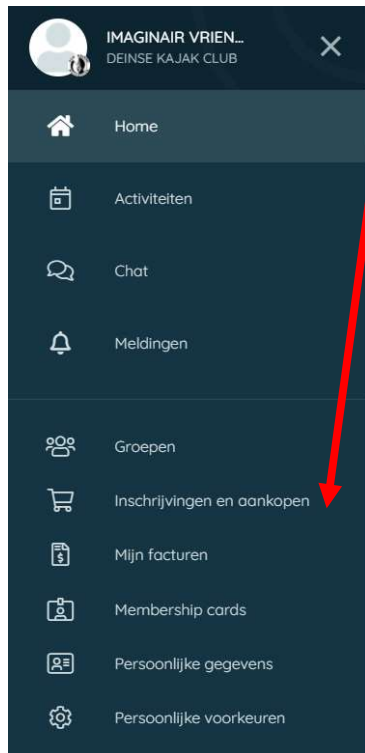 IMAGINAIR VRIEN...
DEINSE KAJAK CLUB
Home
Activiteiten
Chat
Meldingen
Groepen
Inschrijvingen en aankopen
Mijn facturen
Membership cards
Persoonlijke gegevens
Persoonlijke voorkeuren